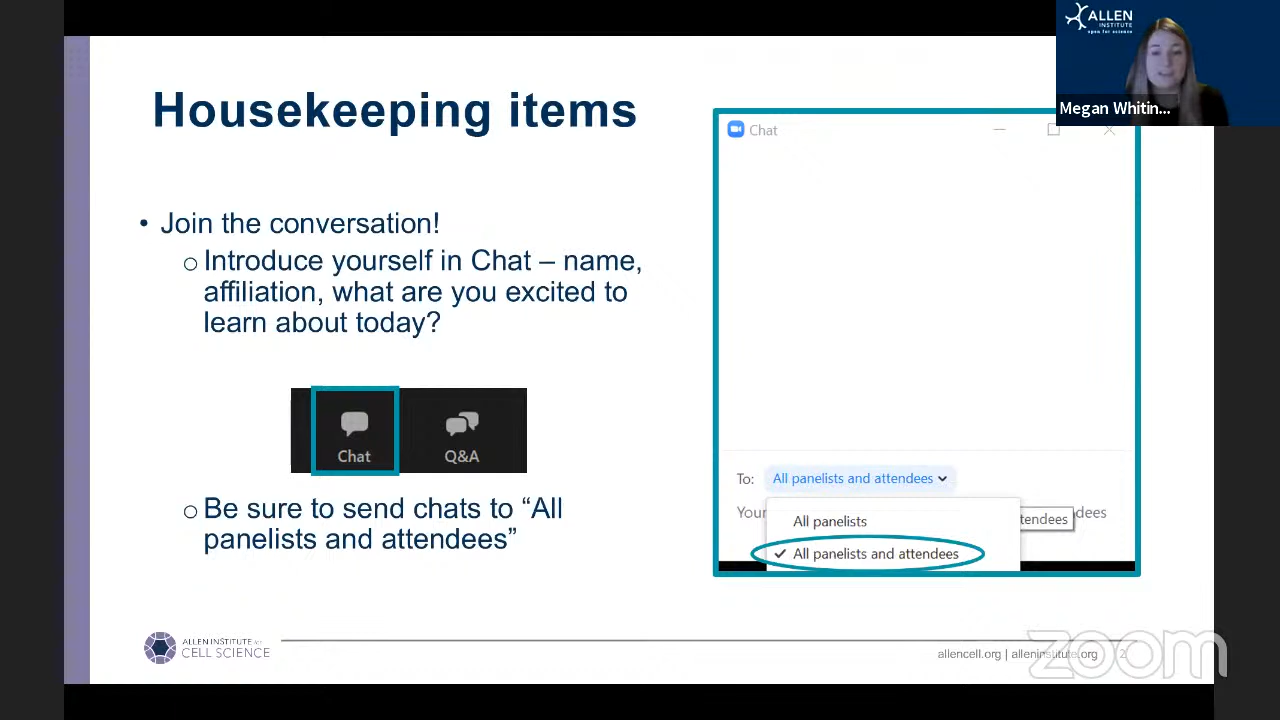 ALLEN
INSTITUTE
open for science
Megan Whitin...
Housekeeping items
• Join the conversation!
o Introduce yourself in Chat – name,
affiliation, what are you excited to
learn about today?
Chat
Q&A
o Be sure to send chats to “All
panelists and attendees”
Chat
To: All panelists and attendees
All panelists
✓ All panelists and attendees
ALLEN INSTITUTE for
CELL SCIENCE
allencell.org | alleninstitute.org
2
zoom